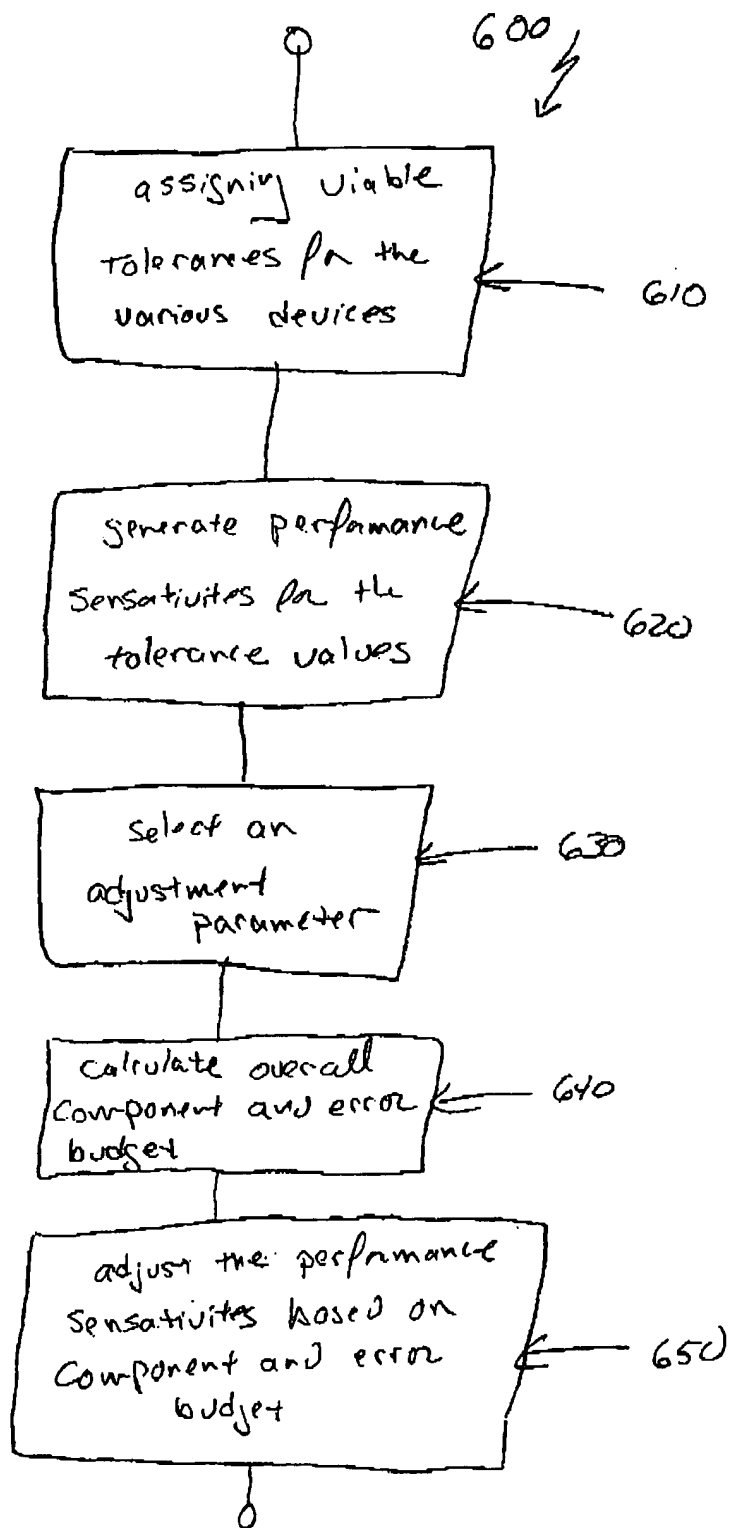 600
assigning viable
tolerances for the
various devices
610
generate performance
sensativites for the
tolerance values
620
select an
adjustment
parameter
630
calculate overall
component and error
budget
640
adjust the performance
sensativites based on
component and error
budget
650